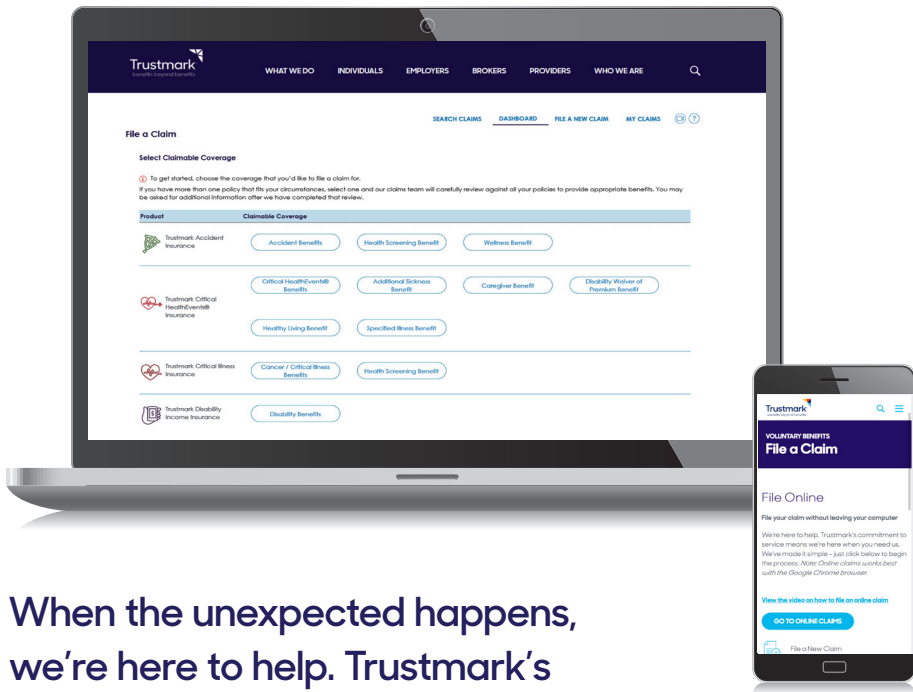 Trustmark
benefits beyond benefits
WHAT WE DO INDIVIDUALS EMPLOYERS BROKERS PROVIDERS WHO WE ARE
SEARCH CLAIMS DASHBOARD FILE A NEW CLAIM MY CLAIMS ?
File a Claim
Select Claimable Coverage
To get started, choose the coverage that you'd like to file a claim for.
If you have more than one policy that fits your circumstances, select one and our claims team will carefully review against all your policies to provide appropriate benefits. You may
be asked for additional information after we have completed that review.
Product Claimable Coverage
Trustmark Accident
Insurance
Accident Benefits Health Screening Benefit Wellness Benefit
Trustmark Critical
HealthEvents®
Insurance
Critical HealthEvents®
Benefits
Additional Sickness
Benefit
Caregiver Benefit
Disability Waiver of
Premium Benefit
Healthy Living Benefit Specified Illness Benefit
Trustmark Critical Illness
Insurance
Cancer / Critical Illness
Benefits
Health Screening Benefit
Trustmark Disability
Income Insurance
Disability Benefits
Trustmark
benefits beyond benefits
VOLUNTARY BENEFITS
File a Claim
File Online
File your claim without leaving your computer
We're here to help. Trustmark's commitment to
service means we're here when you need us.
We've made it simple – just click below to begin
the process. Note: Online claims works best
with the Google Chrome browser.
View the video on how to file an online claim
GO TO ONLINE CLAIMS
File a New Claim
When the unexpected happens,
we're here to help. Trustmark's